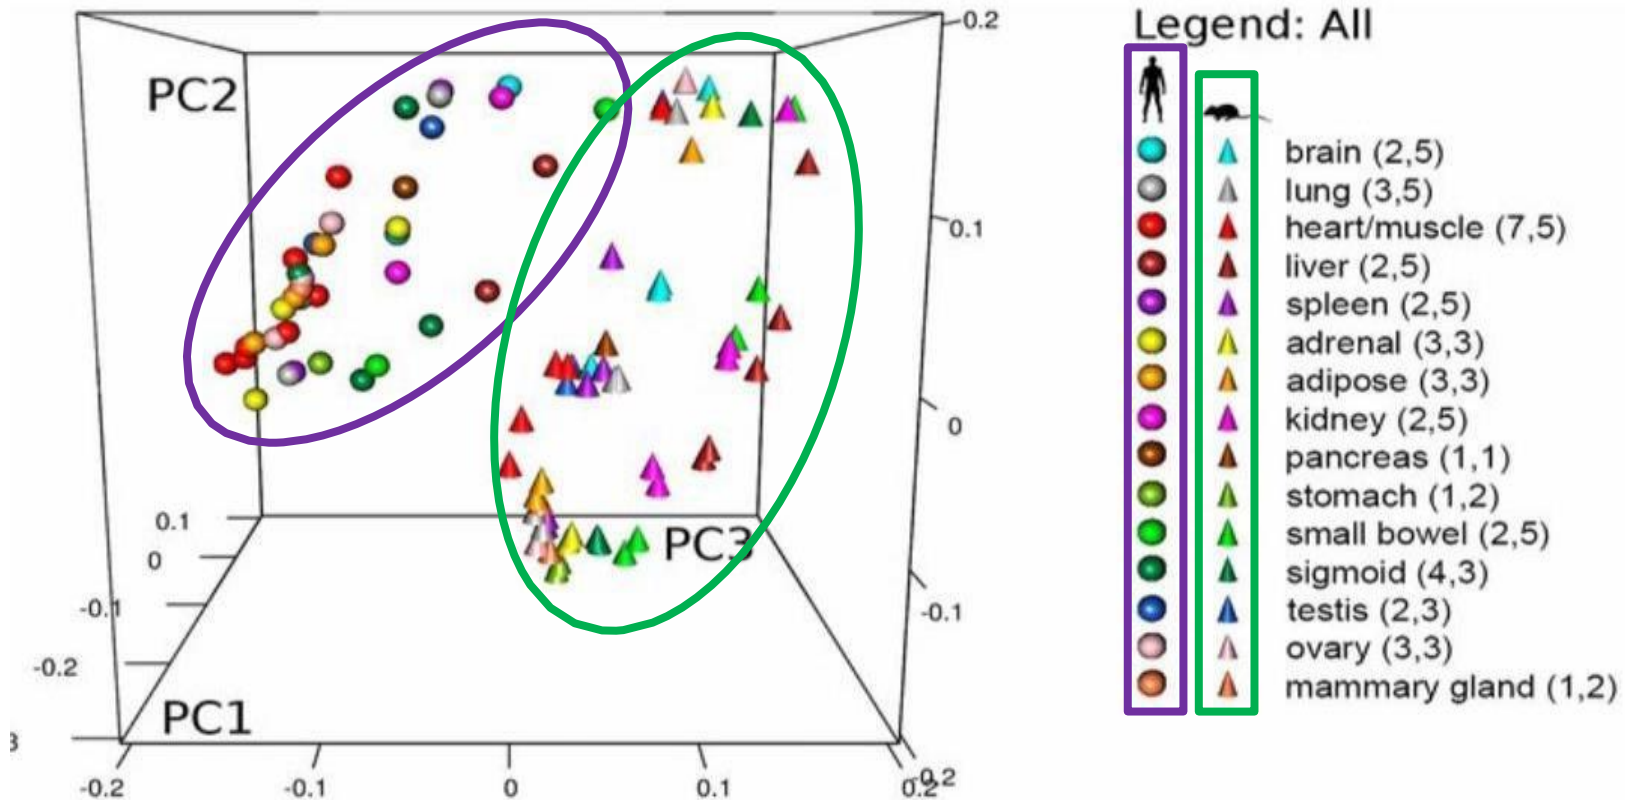 Legend: All
PC2
0.2
0.1
0
-0.1
0.1
0
-0.1
-0.2
3
PC3
PC1
-0.2
-0.1
0
0.1
0.2
-0.2
brain (2,5)
lung (3,5)
heart/muscle (7,5)
liver (2,5)
spleen (2,5)
adrenal (3,3)
adipose (3,3)
kidney (2,5)
pancreas (1,1)
stomach (1,2)
small bowel (2,5)
sigmoid (4,3)
testis (2,3)
ovary (3,3)
mammary gland (1,2)